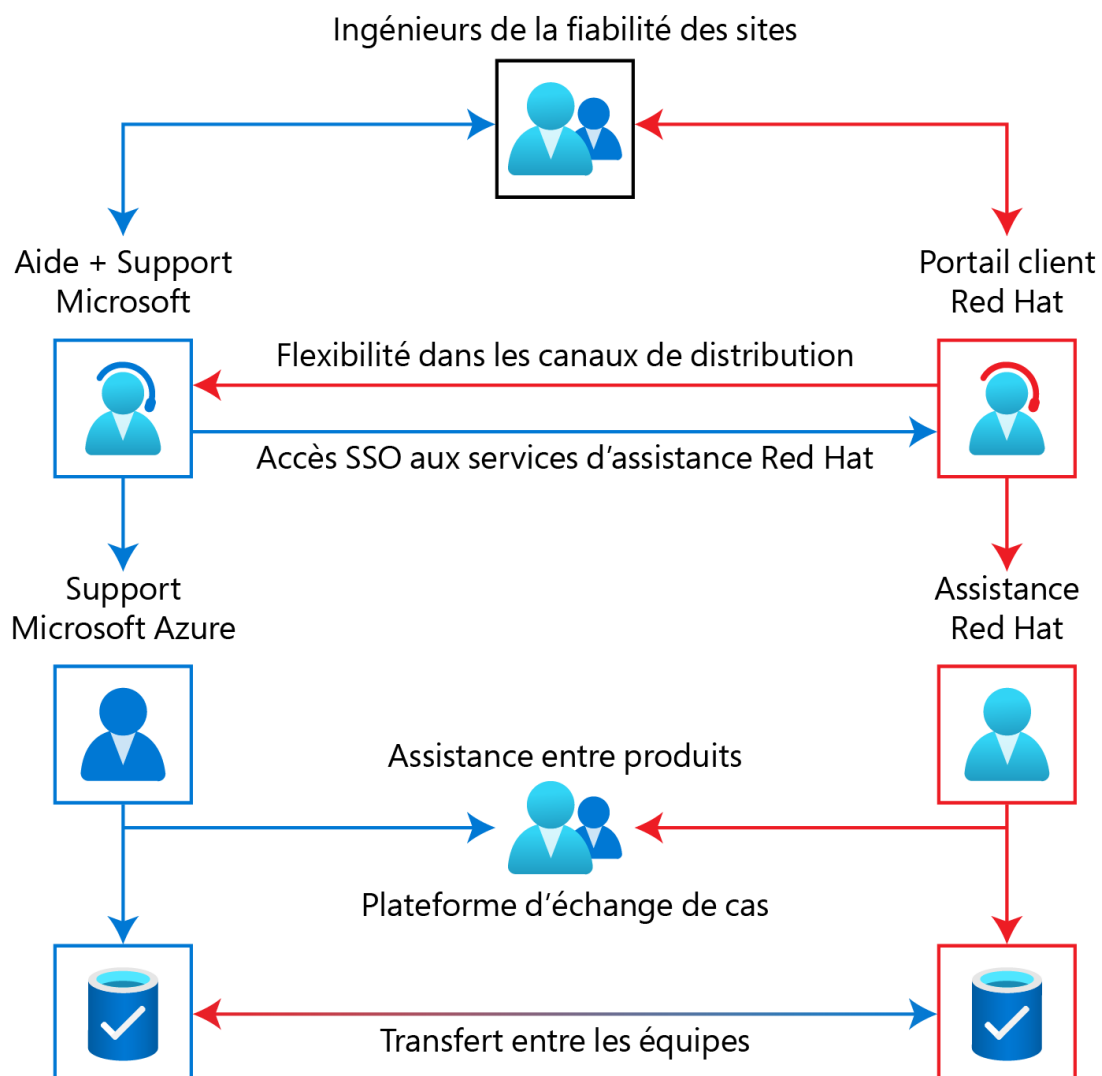 Ingénieurs de la fiabilité des sites
Aide + Support
Microsoft
Portail client
Red Hat
Flexibilité dans les canaux de distribution
Accès SSO aux services d’assistance Red Hat
Support
Microsoft Azure
Assistance
Red Hat
Assistance entre produits
Plateforme d’échange de cas
Transfert entre les équipes